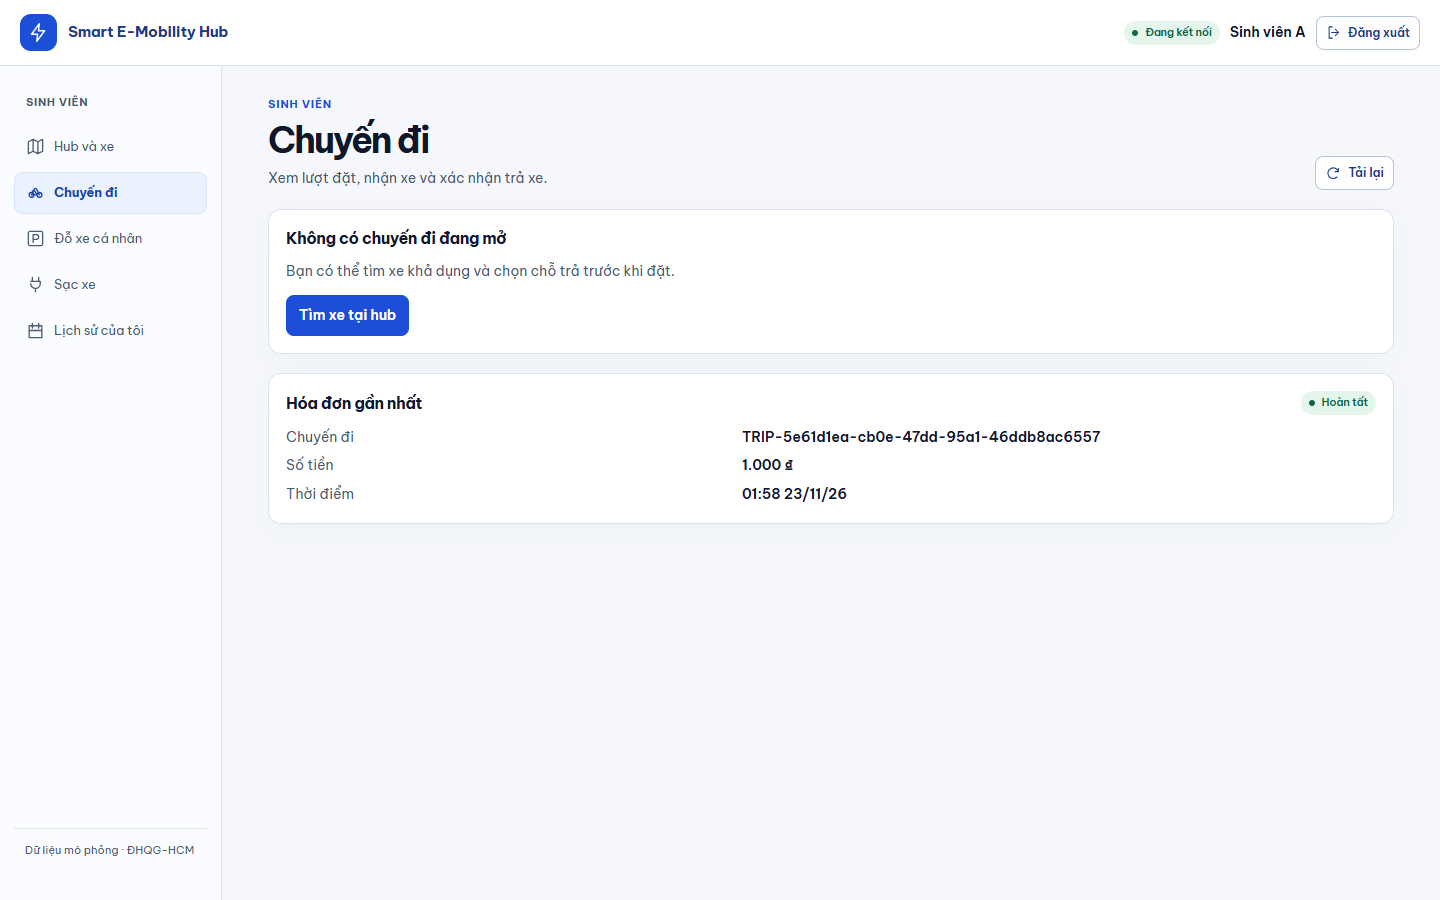 Smart E-Mobility Hub
Đang kết nối
Sinh viên A
Đăng xuất
SINH VIÊN
Hub và xe
Chuyến đi
Đỗ xe cá nhân
Sạc xe
Lịch sử của tôi
Dữ liệu mô phỏng · ĐHQG-HCM
SINH VIÊN
Chuyến đi
Xem lượt đặt, nhận xe và xác nhận trả xe.
Tải lại
Không có chuyến đi đang mở
Bạn có thể tìm xe khả dụng và chọn chỗ trả trước khi đặt.
Tìm xe tại hub
Hóa đơn gần nhất
Hoàn tất
Chuyến đi TRIP-5e61d1ea-cb0e-47dd-95a1-46ddb8ac6557
Số tiền 1.000 ₫
Thời điểm 01:58 23/11/26